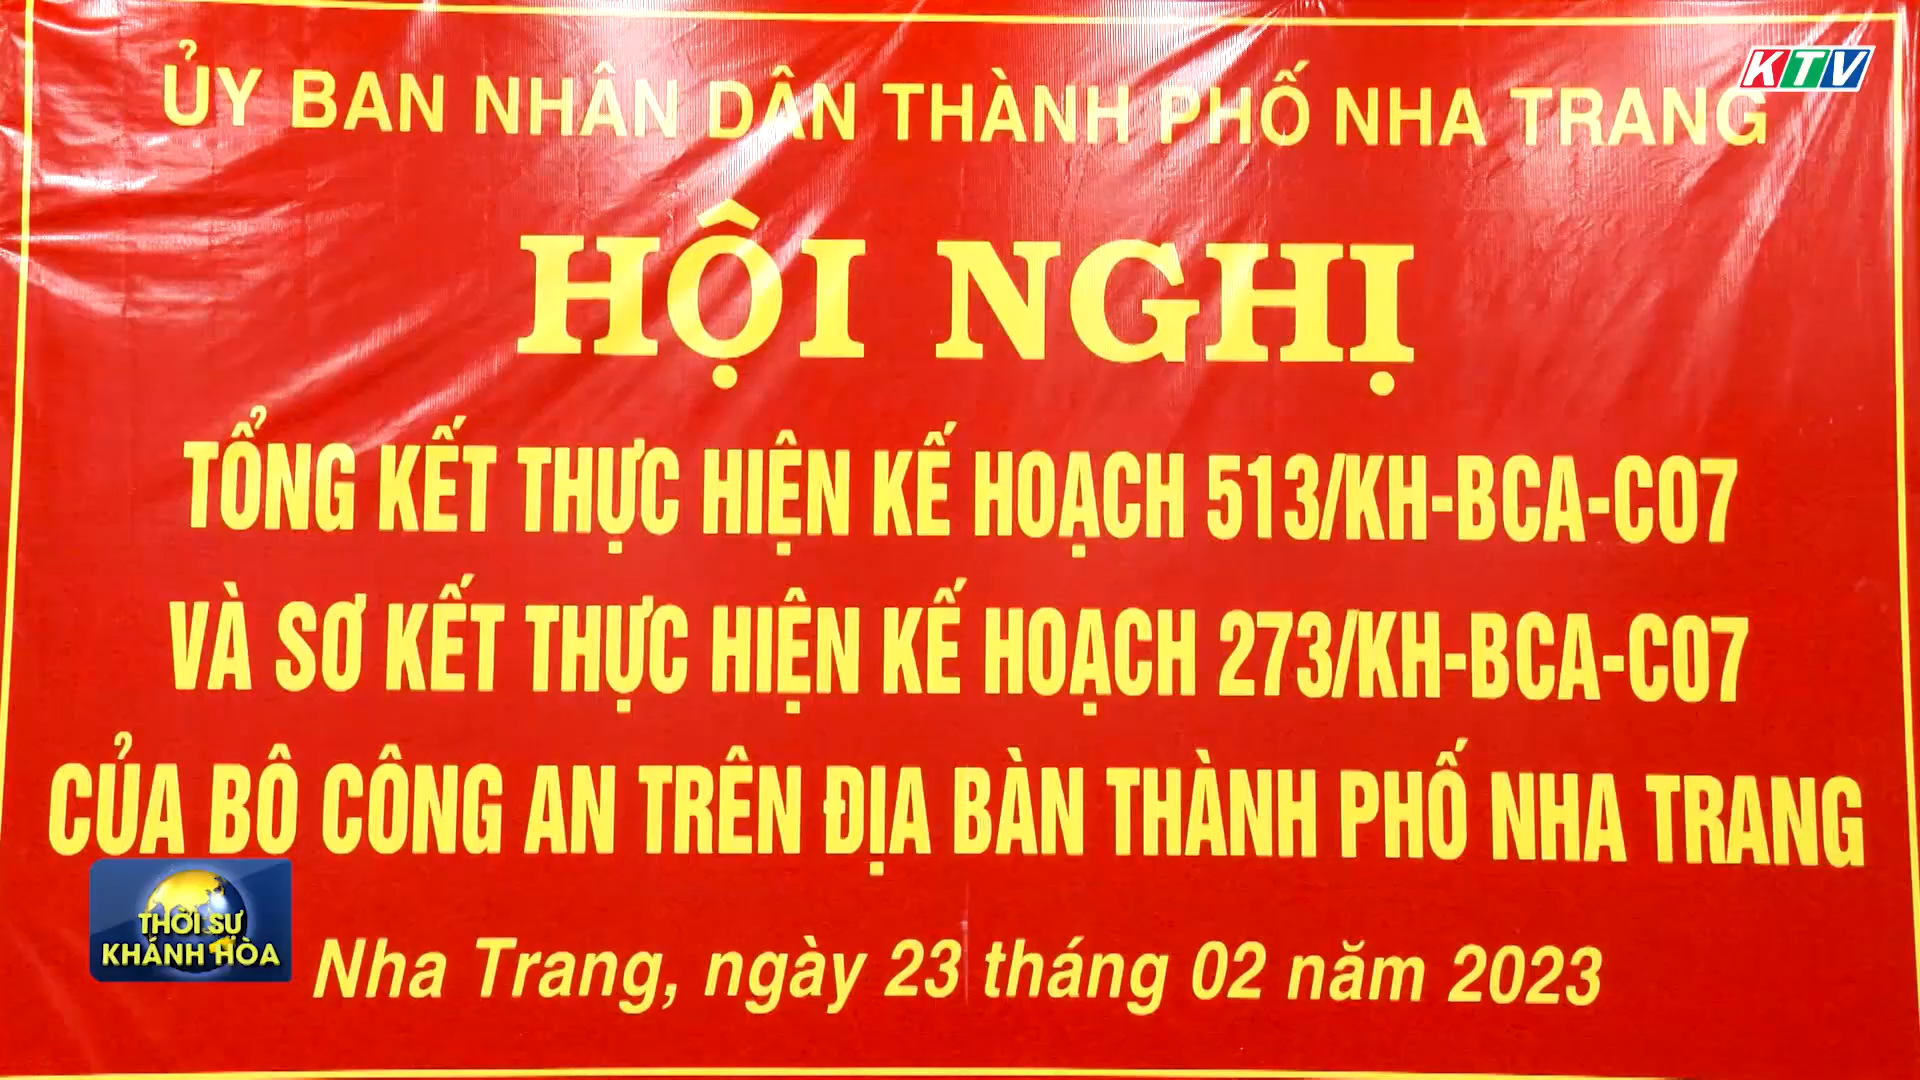 KTV
ỦY BAN NHÂN DÂN THÀNH PHỐ NHA TRANG
HỘI NGHỊ
TỔNG KẾT THỰC HIỆN KẾ HOẠCH 513/KH-BCA-C07
VÀ SƠ KẾT THỰC HIỆN KẾ HOẠCH 273/KH-BCA-C07
CỦA BÔ CÔNG AN TRÊN ĐỊA BÀN THÀNH PHỐ NHA TRANG
THỜI SỰ
KHÁNH HÒA
Nha Trang, ngày 23 tháng 02 năm 2023